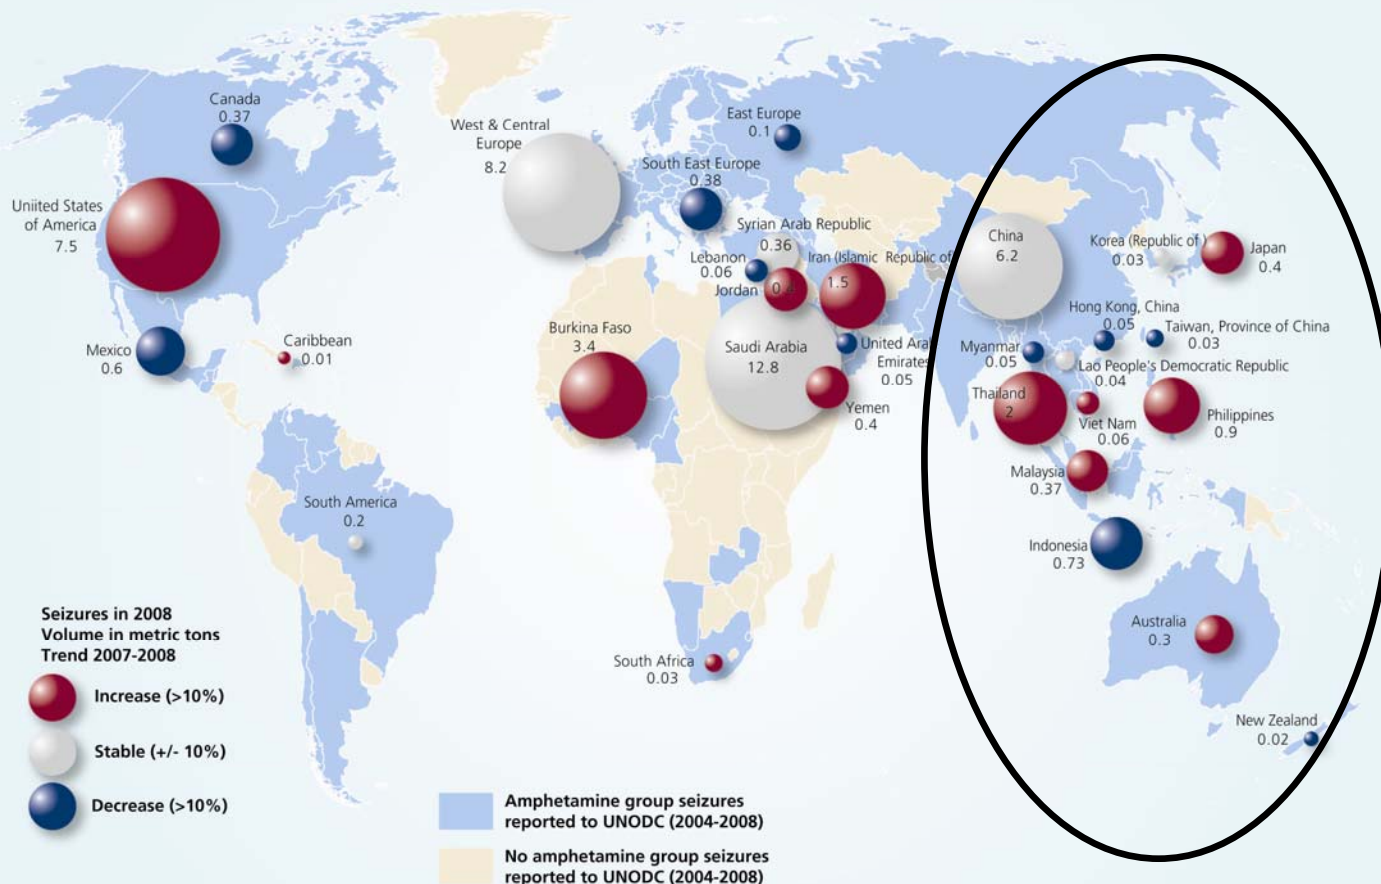 Canada
0.37
West & Central
Europe
8.2
East Europe
0.1
South East Europe
0.38
Uniited States
of America
7.5
Syrian Arab Republic
0.36
Lebanon
0.06
Iran (Islamic Republic of
1.5
Jordan
China
6.2
Korea (Republic of )
0.03
Japan
0.4
Mexico
0.6
Caribbean
0.01
Burkina Faso
3.4
Saudi Arabia
12.8
United Arab
Emirates
0.05
Yemen
0.4
Hong Kong, China
0.05
Taiwan, Province of China
0.03
Myanmar
0.05
Lao People's Democratic Republic
0.04
Thailand
2
Viet Nam
0.06
Philippines
0.9
Malaysia
0.37
South America
0.2
Indonesia
0.73
Australia
0.3
South Africa
0.03
New Zealand
0.02
Seizures in 2008
Volume in metric tons
Trend 2007-2008
Increase (>10%)
Stable (+/- 10%)
Decrease (>10%)
Amphetamine group seizures
reported to UNODC (2004-2008)
No amphetamine group seizures
reported to UNODC (2004-2008)